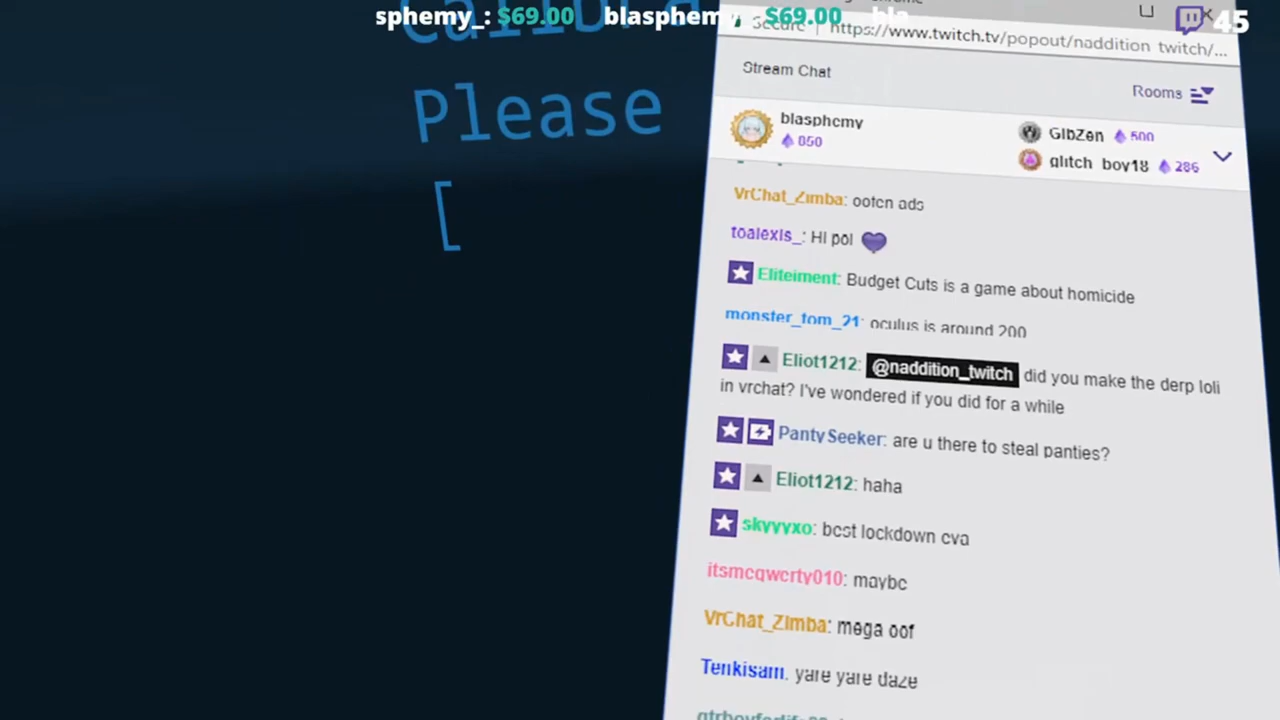 sphemy_: $69.00 blasphemy_: $69.00 bla
45
Please
[
Secure | https://www.twitch.tv/popout/naddition_twitch/...
Stream Chat
Rooms
blasphemy
850
GibZen 500
glitch_boy18 286
VrChat_Zimba: oofen ads
toalexis_: Hi pol
Eliteiment: Budget Cuts is a game about homicide
monster_tom_21: oculus is around 200
Eliot1212: @naddition_twitch did you make the derp loli
in vrchat? I've wondered if you did for a while
PantySeeker: are u there to steal panties?
Eliot1212: haha
skyyyxo: best lockdown eva
itsmeqwerty010: maybe
VrChat_Zimba: mega oof
Tenkisam: yare yare daze